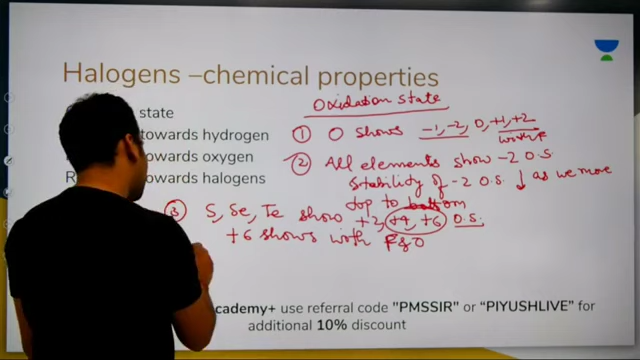 Halogens –chemical properties
Oxidation state
state
towards hydrogen
① O shows -1, -2, 0, +1, +2
with F
towards oxygen
② All elements show -2 O.S.
towards halogens
Stability of -2 O.S. ↓ as we move
top to bottom
③ S, Se, Te show +2, +4, +6 O.S.
+6 shows with F & O
cademy+ use referral code "PMSSIR" or "PIYUSHLIVE" for
additional 10% discount